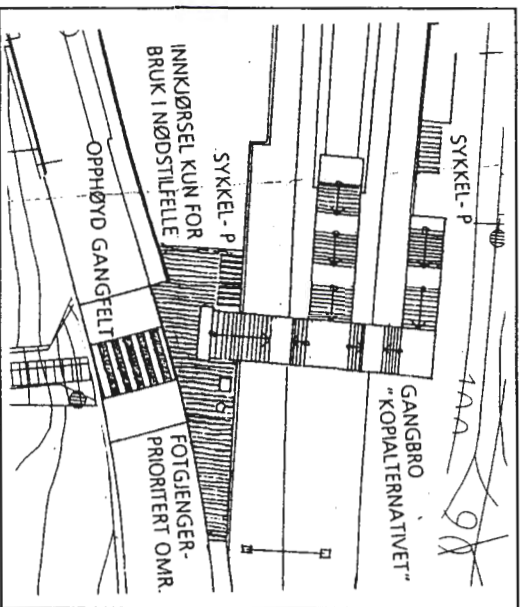 SYKKEL- P
GANGBRO
"KOPIALTERNATIVET"
SYKKEL- P
INNKJØRSEL KUN FOR
BRUK I NØDSTILFELLE
OPPHØYD GANGFELT
FOTGJENGER-
PRIORITERT OMR.